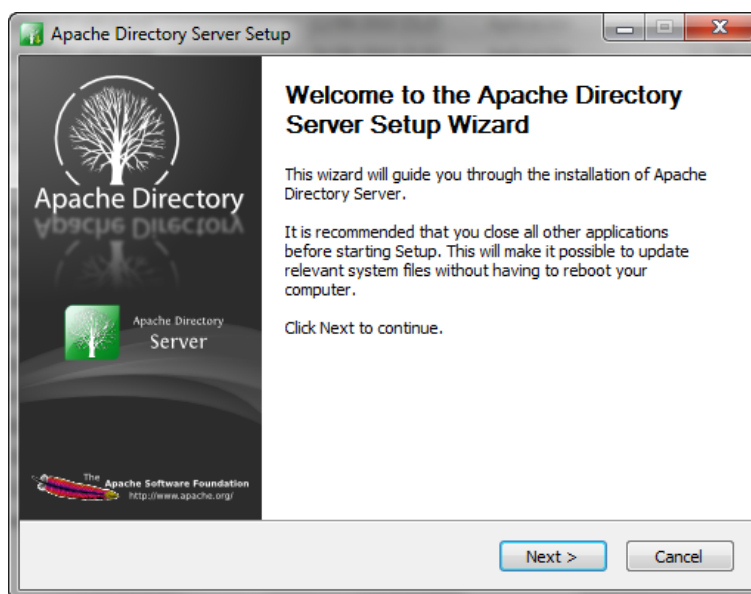 Apache Directory Server Setup
Apache Directory
Apache Directory
Server
The
Apache Software Foundation
http://www.apache.org/
Welcome to the Apache Directory
Server Setup Wizard
This wizard will guide you through the installation of Apache
Directory Server.
It is recommended that you close all other applications
before starting Setup. This will make it possible to update
relevant system files without having to reboot your
computer.
Click Next to continue.
Next >
Cancel